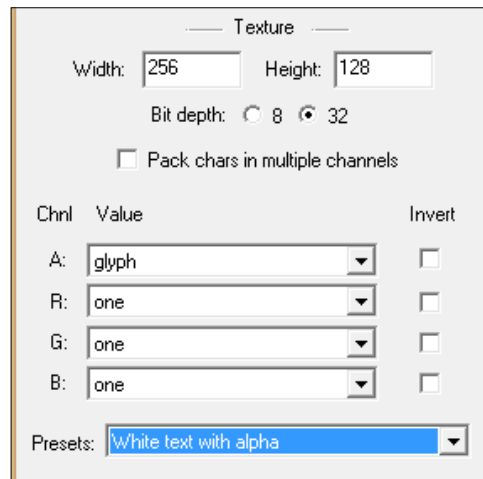 Texture
Width: 256 Height: 128
Bit depth: 8 32
Pack chars in multiple channels
Chnl Value Invert
A: glyph
R: one
G: one
B: one
Presets: White text with alpha